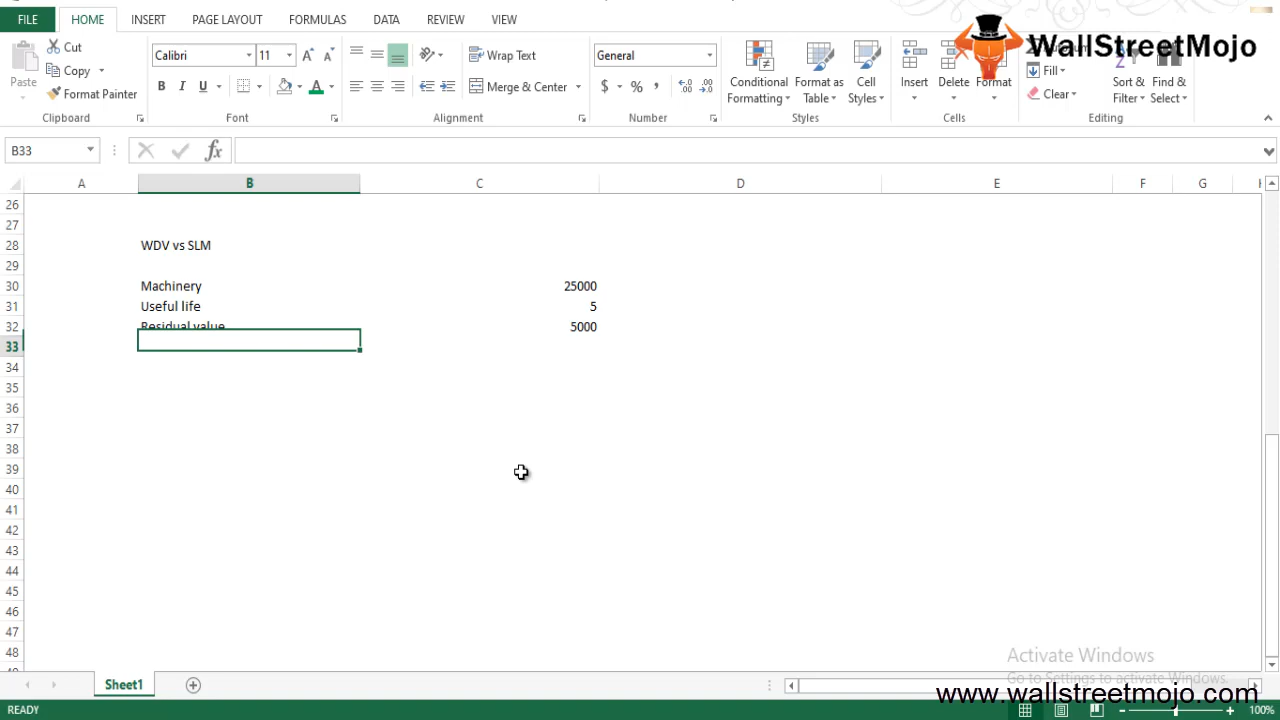 FILE HOME INSERT PAGE LAYOUT FORMULAS DATA REVIEW VIEW
WallStreetMojo
Cut
Copy
Format Painter
Paste
Calibri 11
B I U A
Wrap Text
Merge & Center
General
$ % ,
Conditional Formatting
Format as Table
Cell Styles
Insert Delete Format
Fill
Clear
Sort & Filter
Find & Select
Clipboard Font Alignment Number Styles Cells Editing
B33 fx
A B C D E F G
26
27
28 WDV vs SLM
29
30 Machinery 25000
31 Useful life 5
32 Residual value 5000
33
34
35
36
37
38
39
40
41
42
43
44
45
46
47
48
Activate Windows
Go to Settings to activate Windows.
Sheet1
www.wallstreetmojo.com
READY 100%